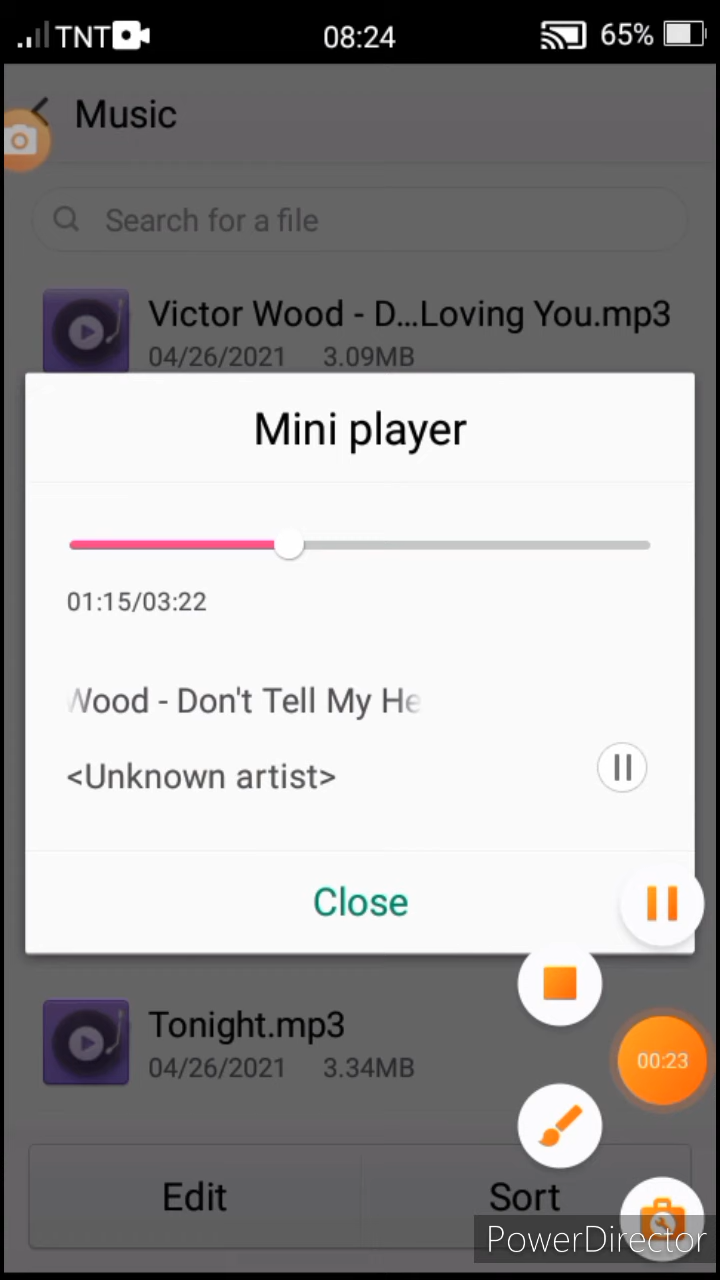 TNT 08:24 65%
Music
Search for a file
Victor Wood - D...Loving You.mp3
04/26/2021 3.09MB
Mini player
01:15/03:22
Wood - Don't Tell My He
<Unknown artist>
Close
Tonight.mp3
04/26/2021 3.34MB
00:23
Edit Sort
PowerDirector